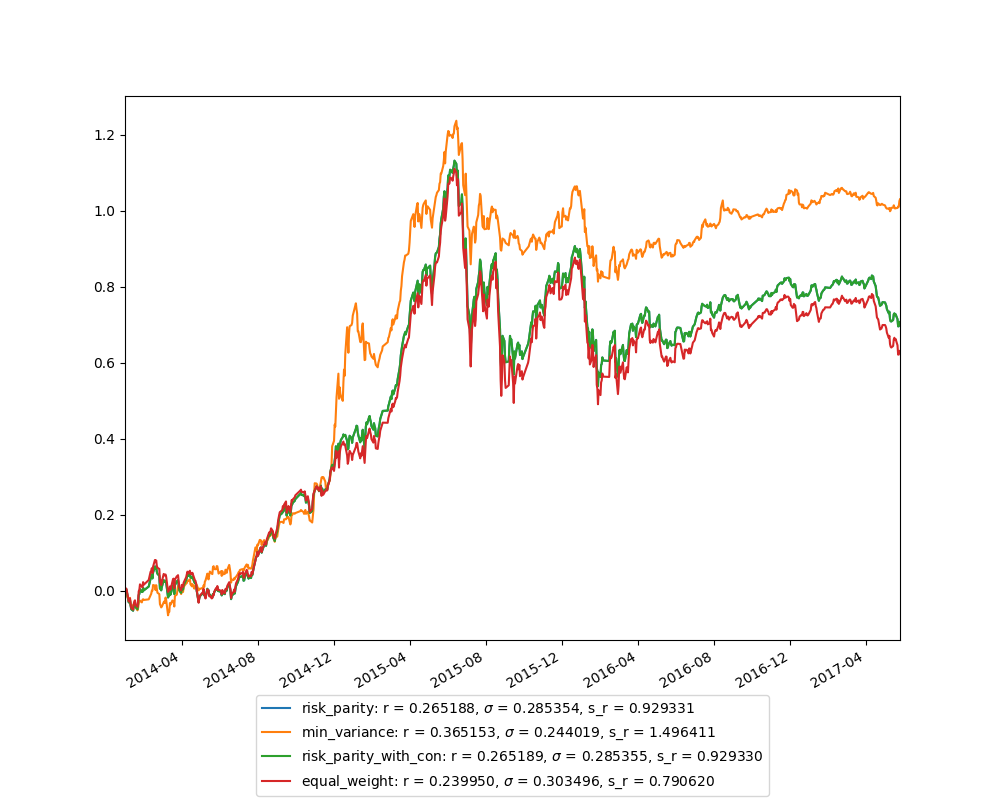 1.2
1.0
0.8
0.6
0.4
0.2
0.0
2014-04 2014-08 2014-12 2015-04 2015-08 2015-12 2016-04 2016-08 2016-12 2017-04
risk_parity: r = 0.265188, σ = 0.285354, s_r = 0.929331
min_variance: r = 0.365153, σ = 0.244019, s_r = 1.496411
risk_parity_with_con: r = 0.265189, σ = 0.285355, s_r = 0.929330
equal_weight: r = 0.239950, σ = 0.303496, s_r = 0.790620